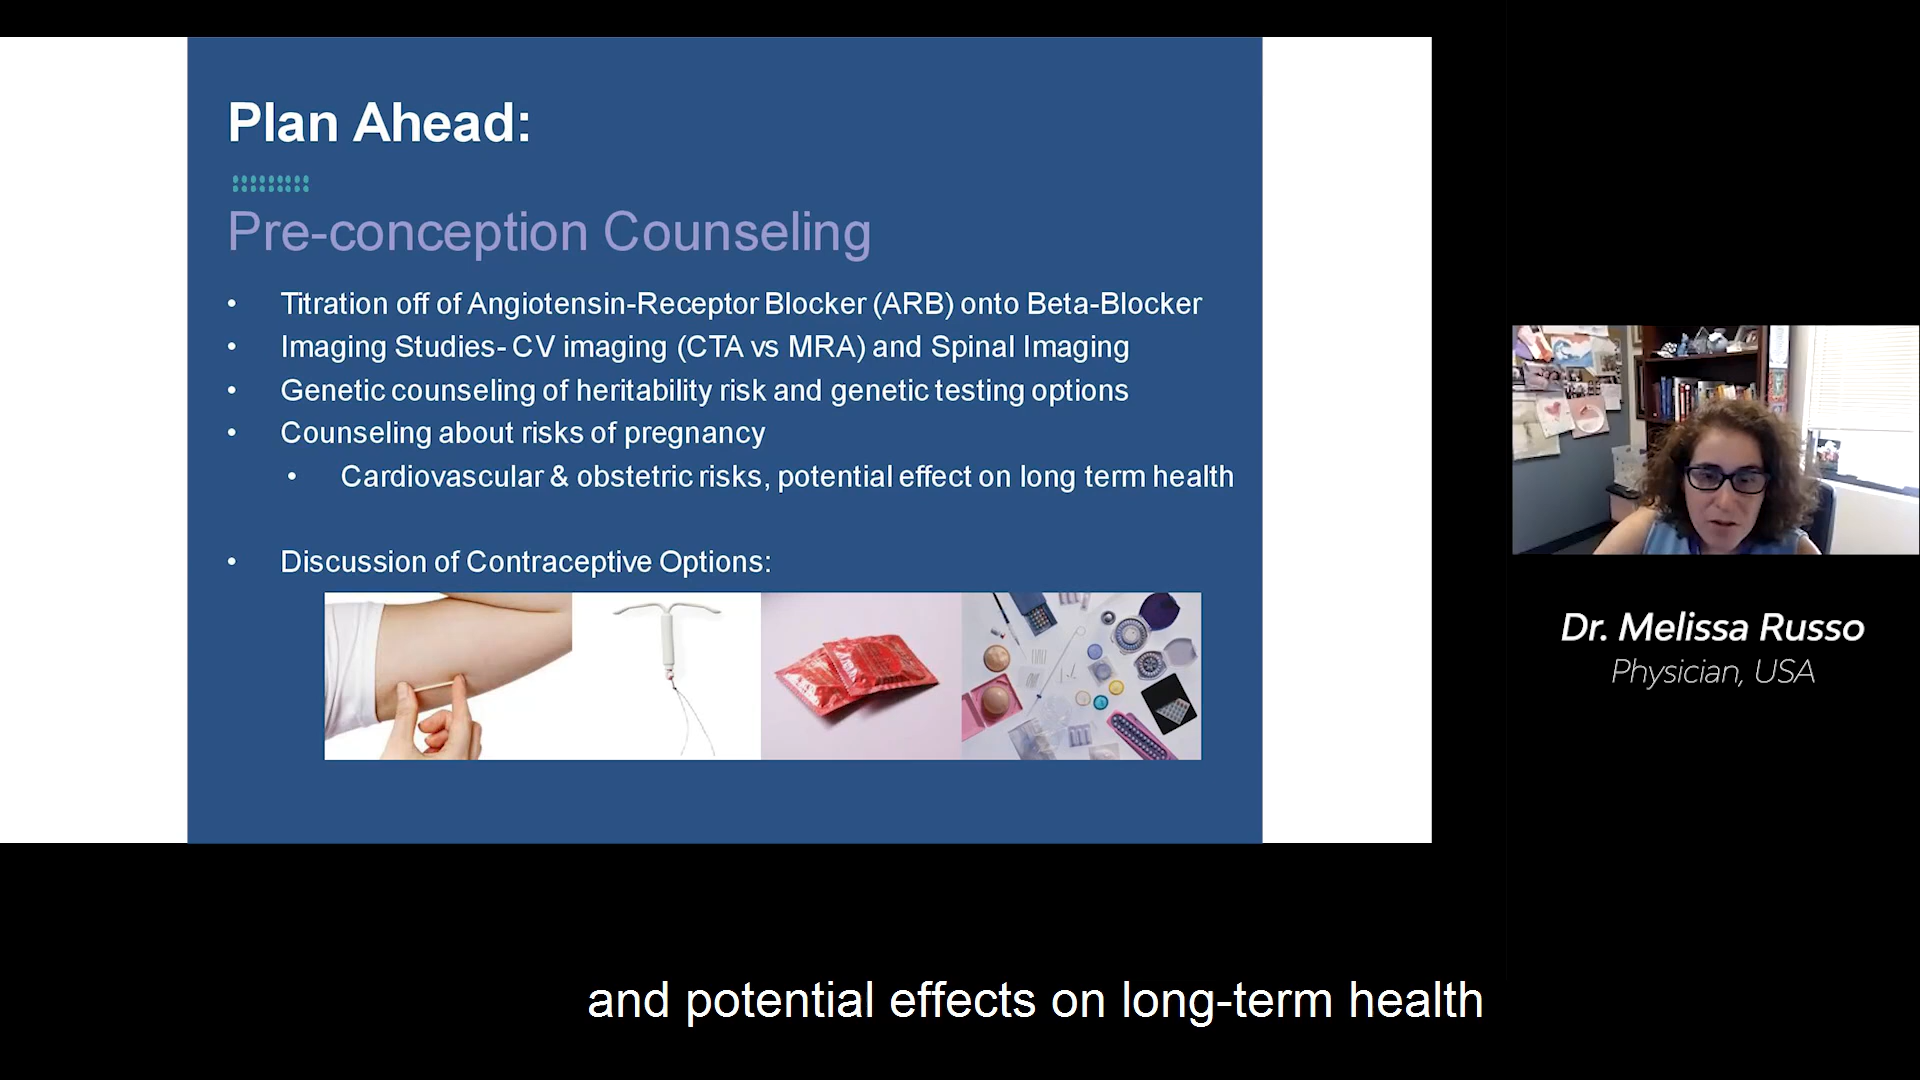 Plan Ahead:
Pre-conception Counseling
• Titration off of Angiotensin-Receptor Blocker (ARB) onto Beta-Blocker
• Imaging Studies- CV imaging (CTA vs MRA) and Spinal Imaging
• Genetic counseling of heritability risk and genetic testing options
• Counseling about risks of pregnancy
• Cardiovascular & obstetric risks, potential effect on long term health
• Discussion of Contraceptive Options:
Dr. Melissa Russo
Physician, USA
and potential effects on long-term health